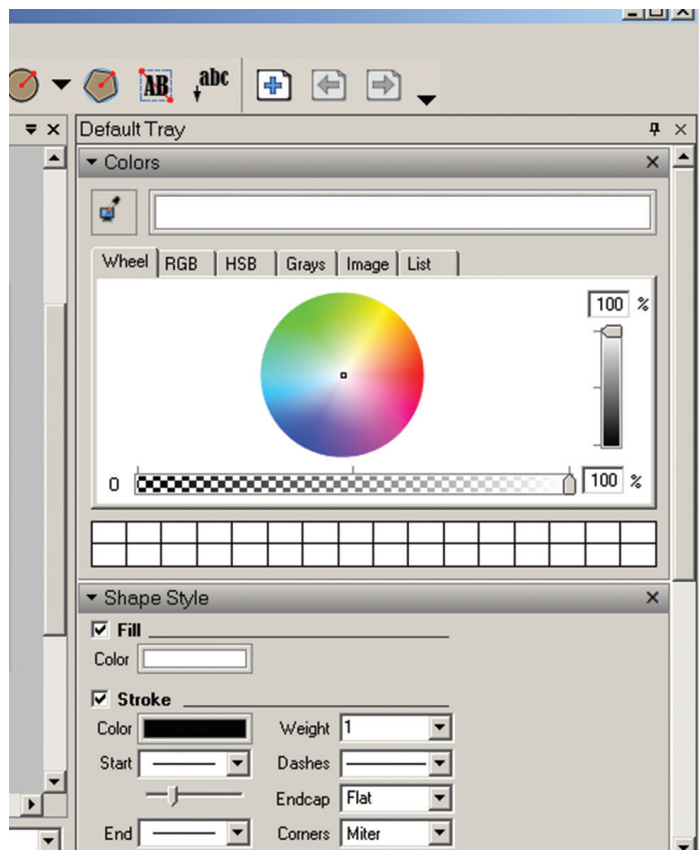 AB abc
Default Tray
Colors
Wheel RGB HSB Grays Image List
100 %
0 100 %
Shape Style
Fill
Color
Stroke
Color Weight 1
Start Dashes
Endcap Flat
End Corners Miter